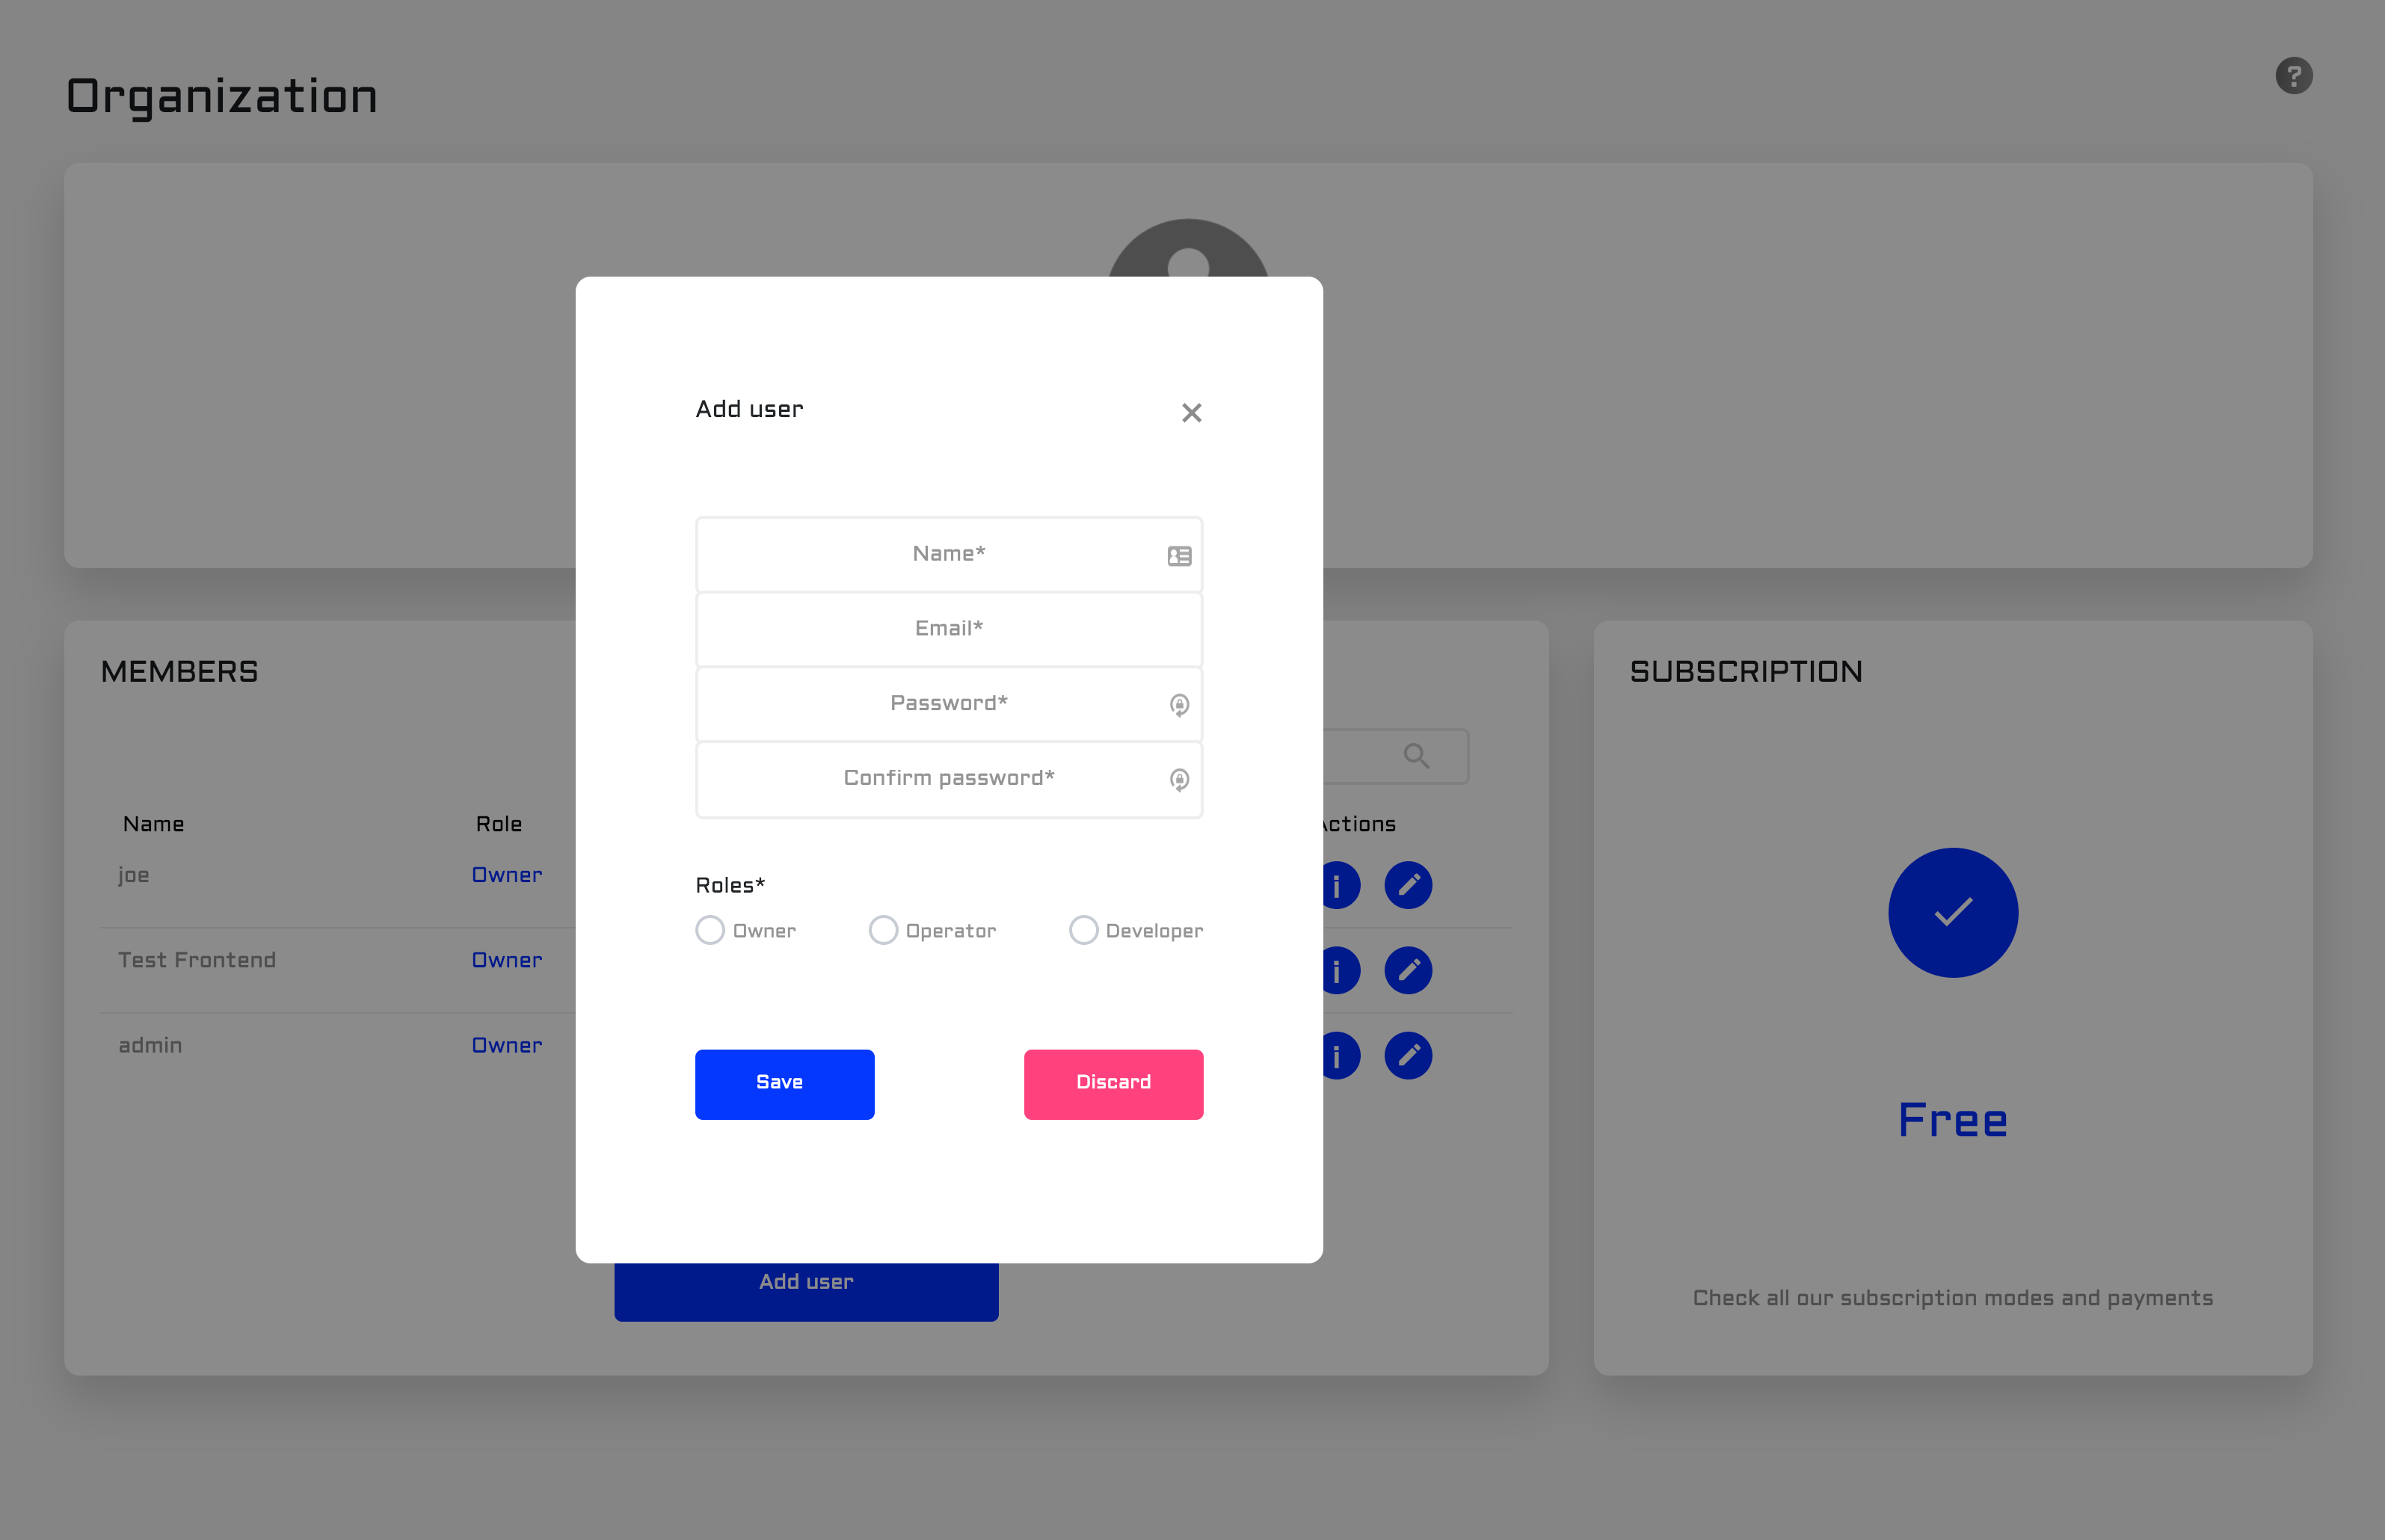 Organization
?
Add user
Name*
Email*
Password*
Confirm password*
Roles*
Owner Operator Developer
Save Discard
MEMBERS
Name Role Actions
joe Owner
Test Frontend Owner
admin Owner
Add user
SUBSCRIPTION
Free
Check all our subscription modes and payments